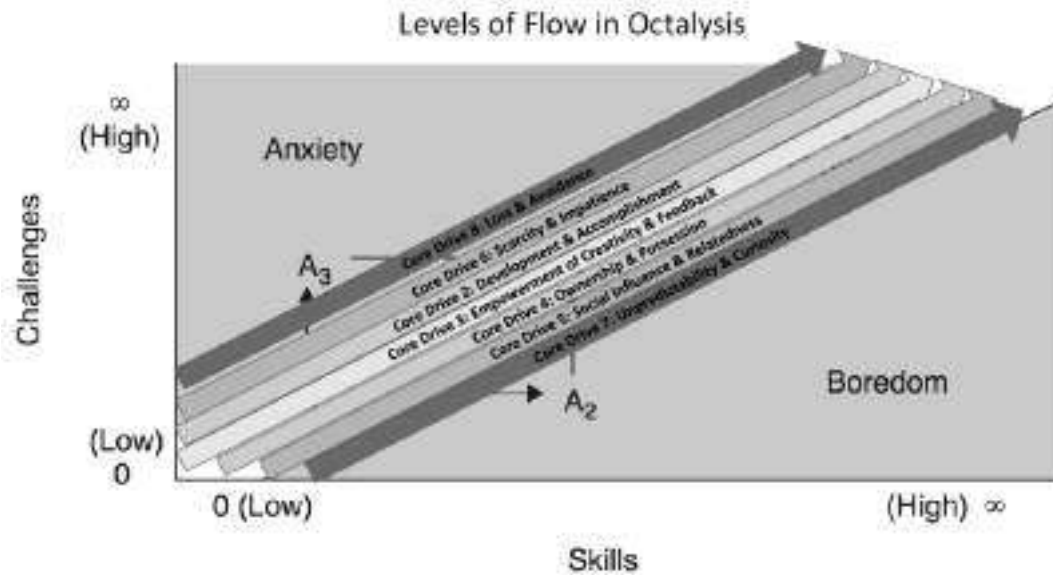 Levels of Flow in Octalysis
∞
(High)
Anxiety
Challenges
A3
Core Drive 8: Loss & Avoidance
Core Drive 6: Scarcity & Impatience
Core Drive 2: Development & Accomplishment
Core Drive 3: Empowerment of Creativity & Feedback
Core Drive 4: Ownership & Possession
Core Drive 5: Social Influence & Relatedness
Core Drive 7: Unpredictability & Curiosity
A2
Boredom
(Low)
0
0 (Low)
(High) ∞
Skills